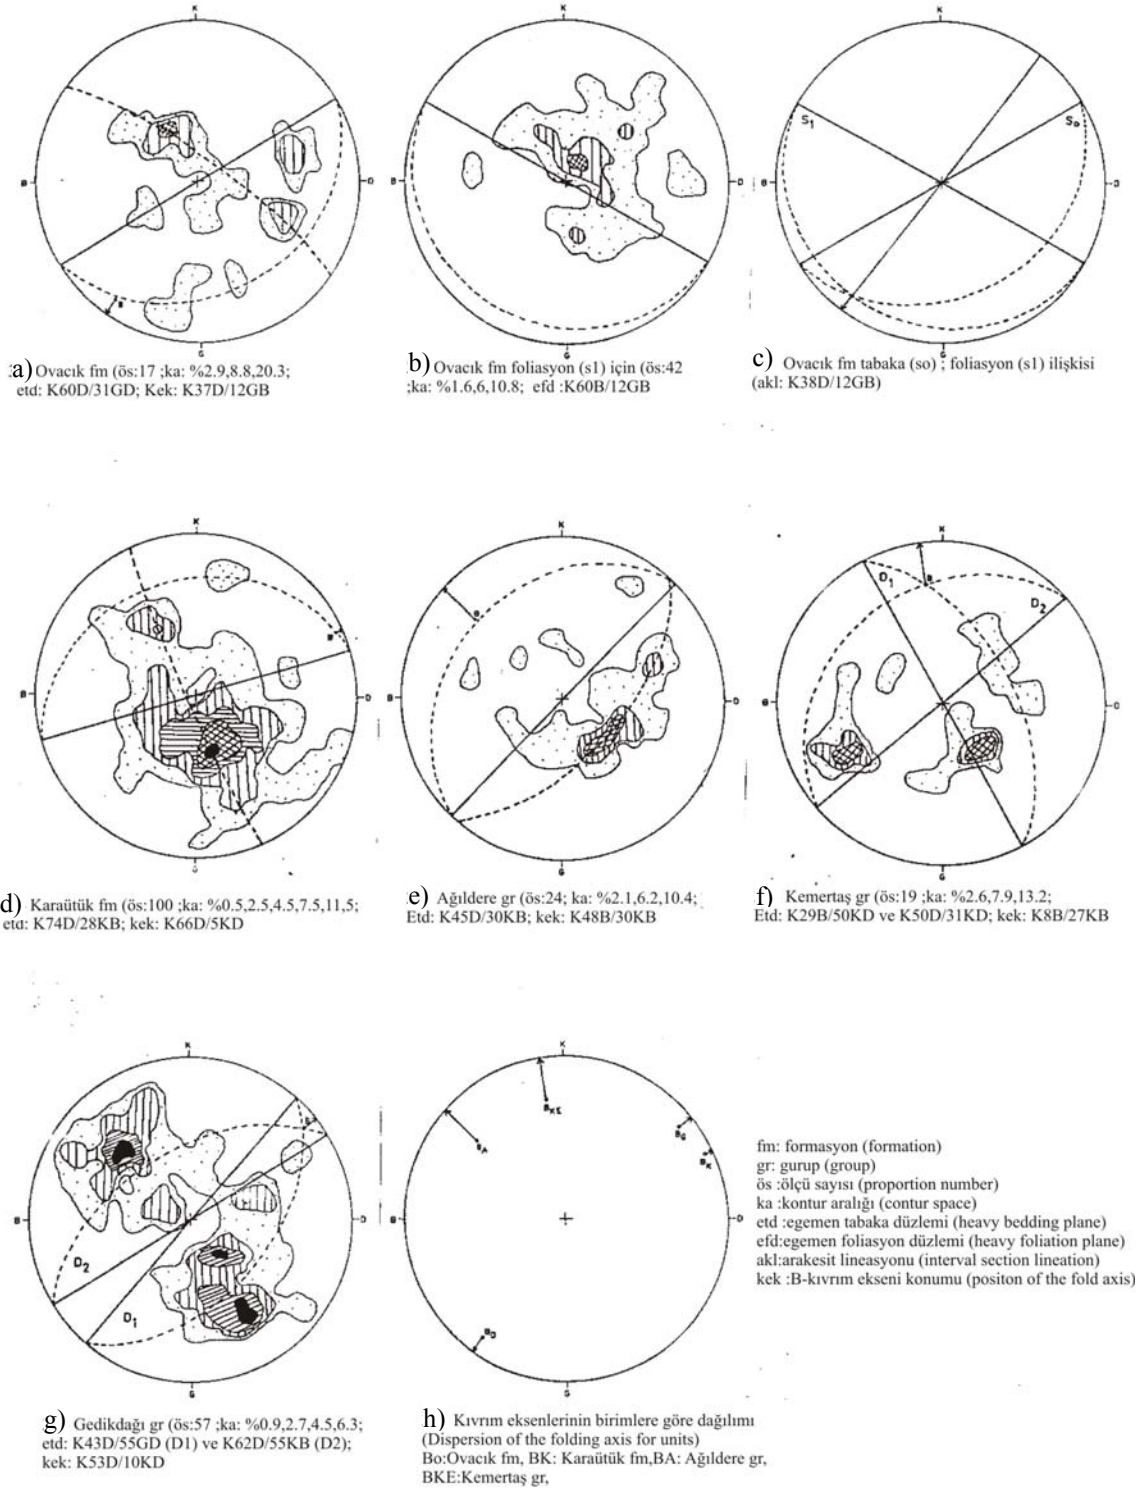 K
B
D
G
B
a) Ovacık fm (ös:17 ;ka: %2.9,8.8,20.3;
etd: K60D/31GD; Kek: K37D/12GB
K
B
D
G
b) Ovacık fm foliasyon (s1) için (ös:42
;ka: %1.6,6,10.8; efd :K60B/12GB
K
S1
So
B
D
G
c) Ovacık fm tabaka (so) ; foliasyon (s1) ilişkisi
(akl: K38D/12GB)
K
B
B
D
d) Karaütük fm (ös:100 ;ka: %0.5,2.5,4.5,7.5,11,5;
etd: K74D/28KB; kek: K66D/5KD
K
B
B
D
G
e) Ağıldere gr (ös:24; ka: %2.1,6.2,10.4;
Etd: K45D/30KB; kek: K48B/30KB
K
D1
B
D2
B
D
G
f) Kemertaş gr (ös:19 ;ka: %2.6,7.9,13.2;
Etd: K29B/50KD ve K50D/31KD; kek: K8B/27KB
K
B
D
D2
D1
G
g) Gedikdağı gr (ös:57 ;ka: %0.9,2.7,4.5,6.3;
etd: K43D/55GD (D1) ve K62D/55KB (D2);
kek: K53D/10KD
K
BKE
BA
BG
BK
B
D
BO
G
h) Kıvrım eksenlerinin birimlere göre dağılımı
(Dispersion of the folding axis for units)
Bo:Ovacık fm, BK: Karaütük fm,BA: Ağıldere gr,
BKE:Kemertaş gr,
fm: formasyon (formation)
gr: gurup (group)
ös :ölçü sayısı (proportion number)
ka :kontur aralığı (contur space)
etd :egemen tabaka düzlemi (heavy bedding plane)
efd:egemen foliasyon düzlemi (heavy foliation plane)
akl:arakesit lineasyonu (interval section lineation)
kek :B-kıvrım ekseni konumu (positon of the fold axis)